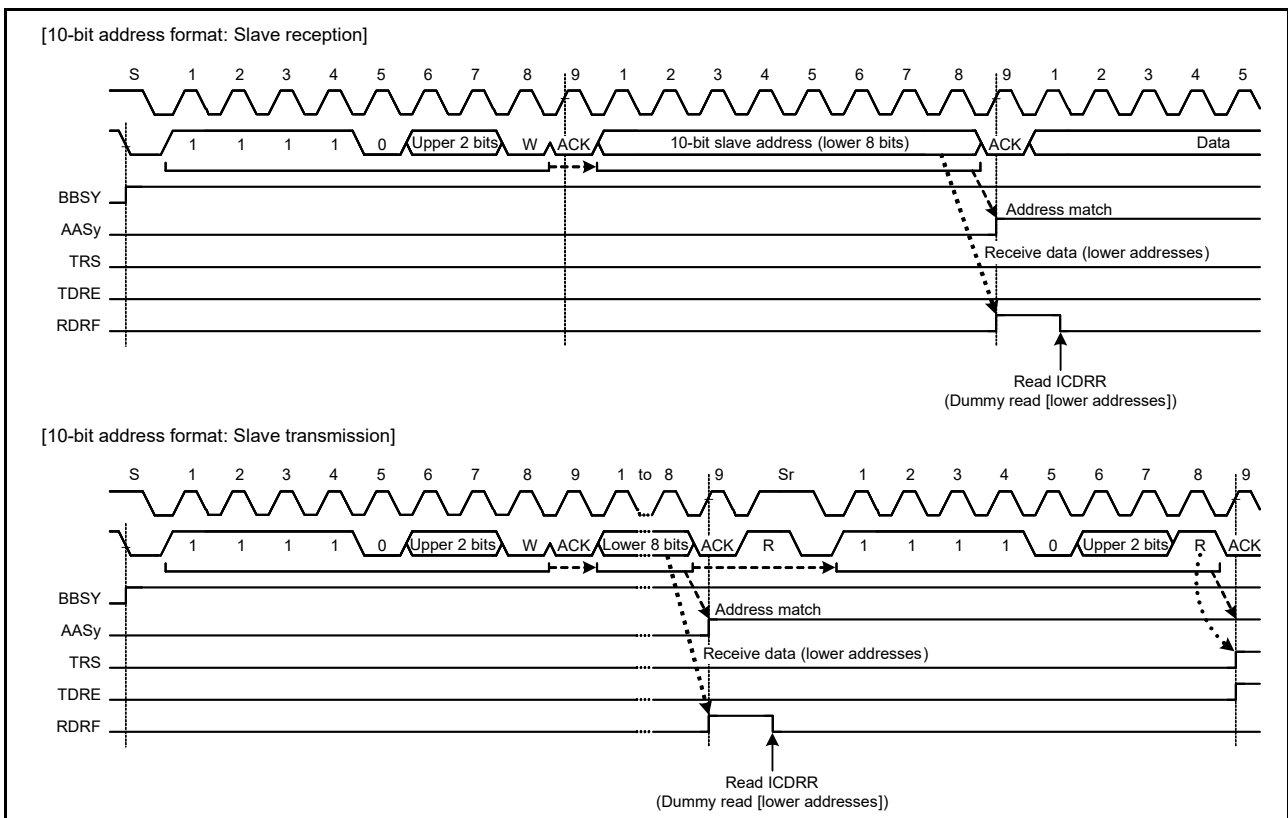 [10-bit address format: Slave reception]
S 1 2 3 4 5 6 7 8 9 1 2 3 4 5 6 7 8 9 1 2 3 4 5
1 1 1 1 0 Upper 2 bits W ACK 10-bit slave address (lower 8 bits) ACK Data
BBSY
Address match
AASy
Receive data (lower addresses)
TRS
TDRE
RDRF
Read ICDRR
(Dummy read [lower addresses])
[10-bit address format: Slave transmission]
S 1 2 3 4 5 6 7 8 9 1 to 8 9 Sr 1 2 3 4 5 6 7 8 9
1 1 1 1 0 Upper 2 bits W ACK Lower 8 bits ACK R 1 1 1 1 0 Upper 2 bits R ACK
BBSY
Address match
AASy
Receive data (lower addresses)
TRS
TDRE
RDRF
Read ICDRR
(Dummy read [lower addresses])